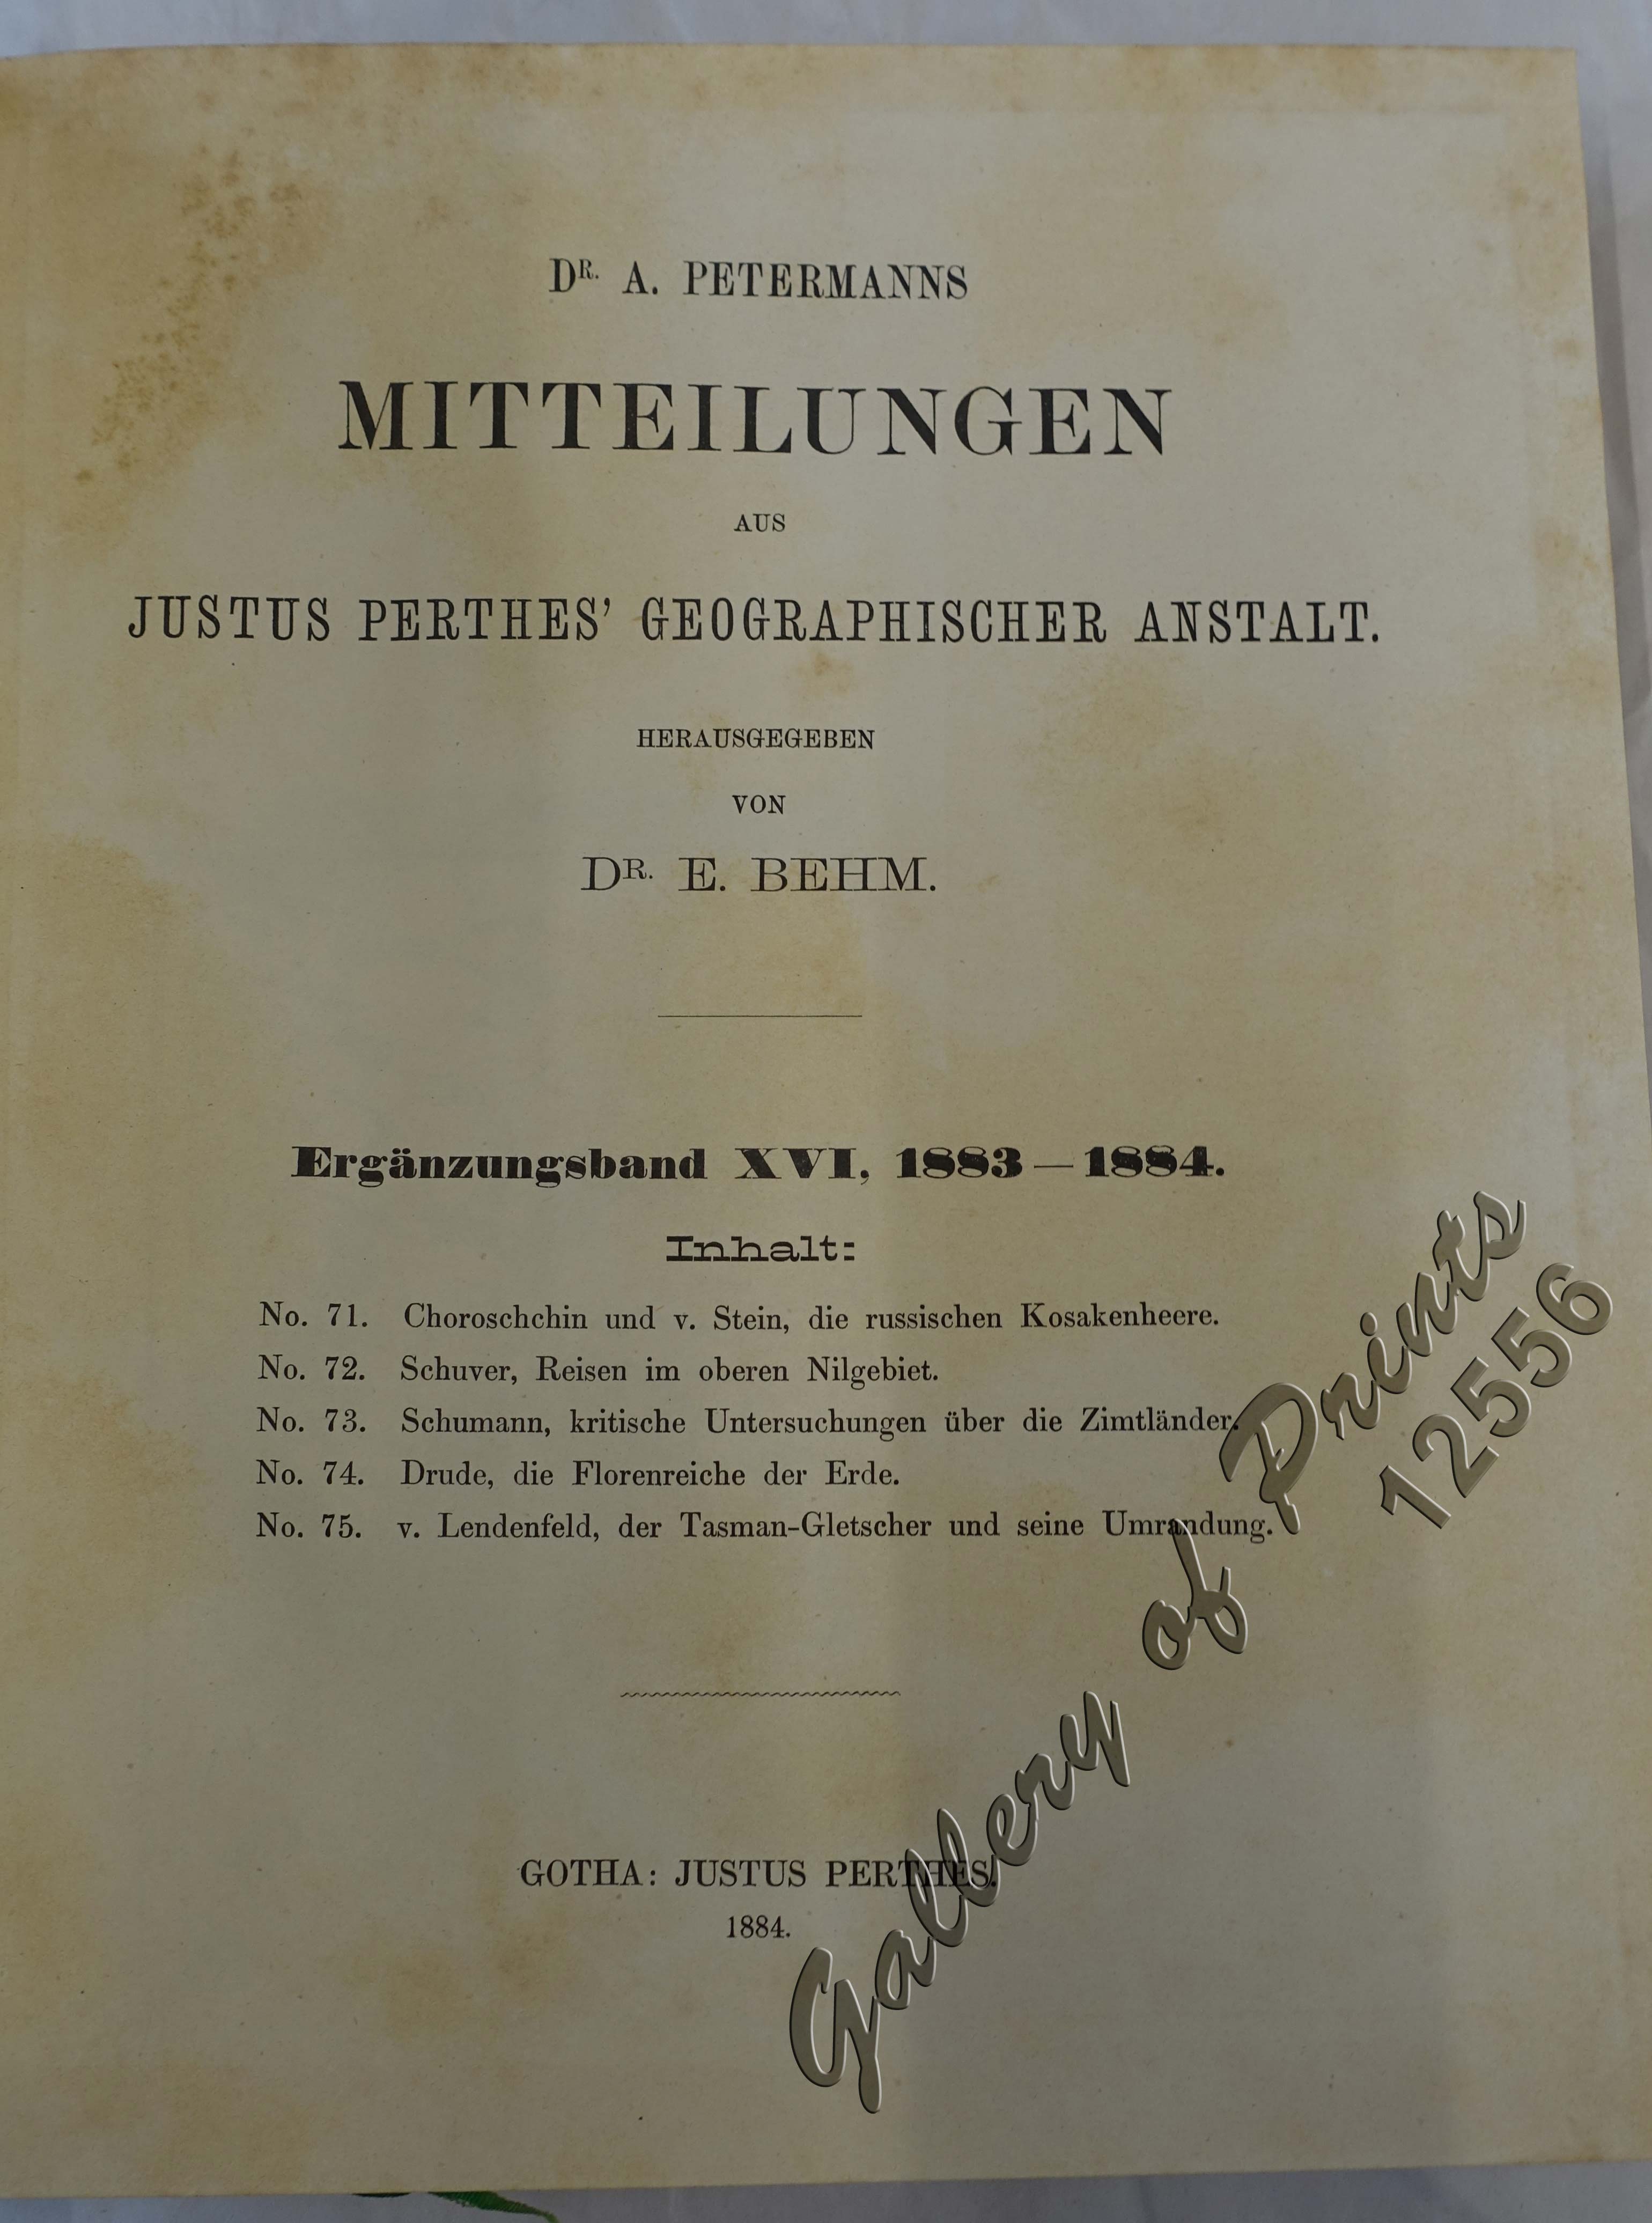 DR. A. PETERMANNS
MITTEILUNGEN
AUS
JUSTUS PERTHES' GEOGRAPHISCHER ANSTALT.
HERAUSGEGEBEN
VON
DR. E. BEHM.
Ergänzungsband XVI, 1883—1884.
Inhalt:
No. 71. Choroschchin und v. Stein, die russischen Kosakenheere.
No. 72. Schuver, Reisen im oberen Nilgebiet.
No. 73. Schumann, kritische Untersuchungen über die Zimtländer.
No. 74. Drude, die Florenreiche der Erde.
No. 75. v. Lendenfeld, der Tasman-Gletscher und seine Umrandung.
GOTHA: JUSTUS PERTHES.
1884.
Gallery of Prints
12556